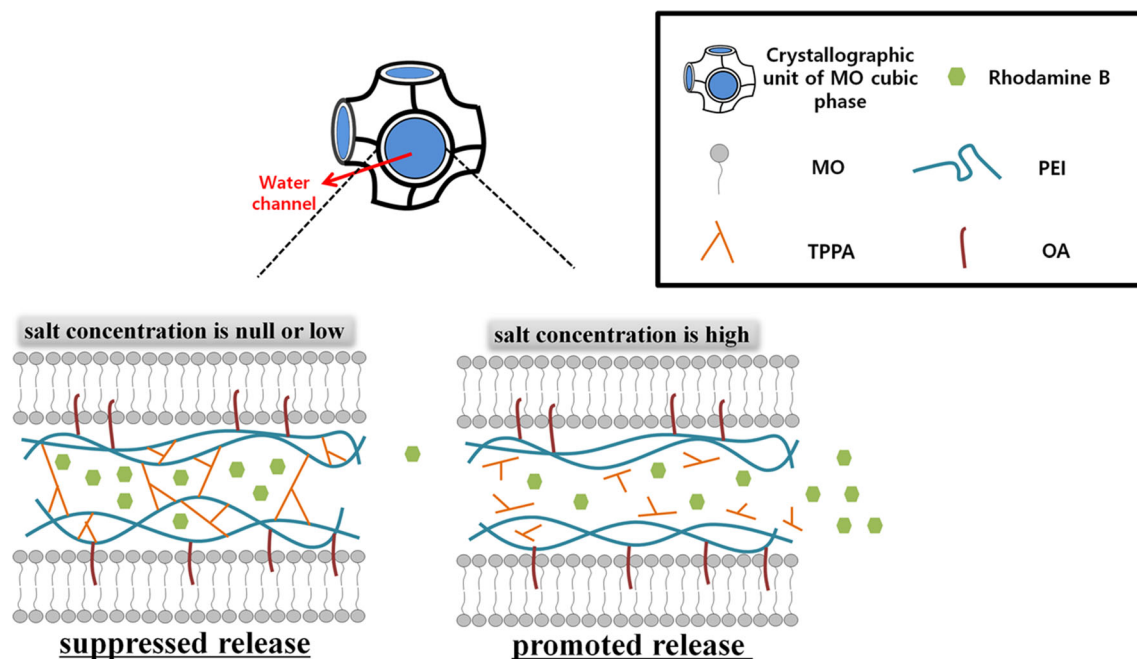 Crystallographic
unit of MO cubic
phase
Rhodamine B
MO
PEI
TPPA
OA
Water
channel
salt concentration is null or low
salt concentration is high
suppressed release
promoted release